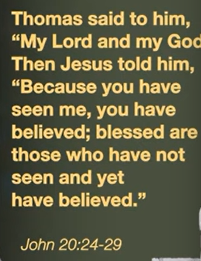 Thomas said to him,
“My Lord and my God
Then Jesus told him,
“Because you have
seen me, you have
believed; blessed are
those who have not
seen and yet
have believed.”
John 20:24-29